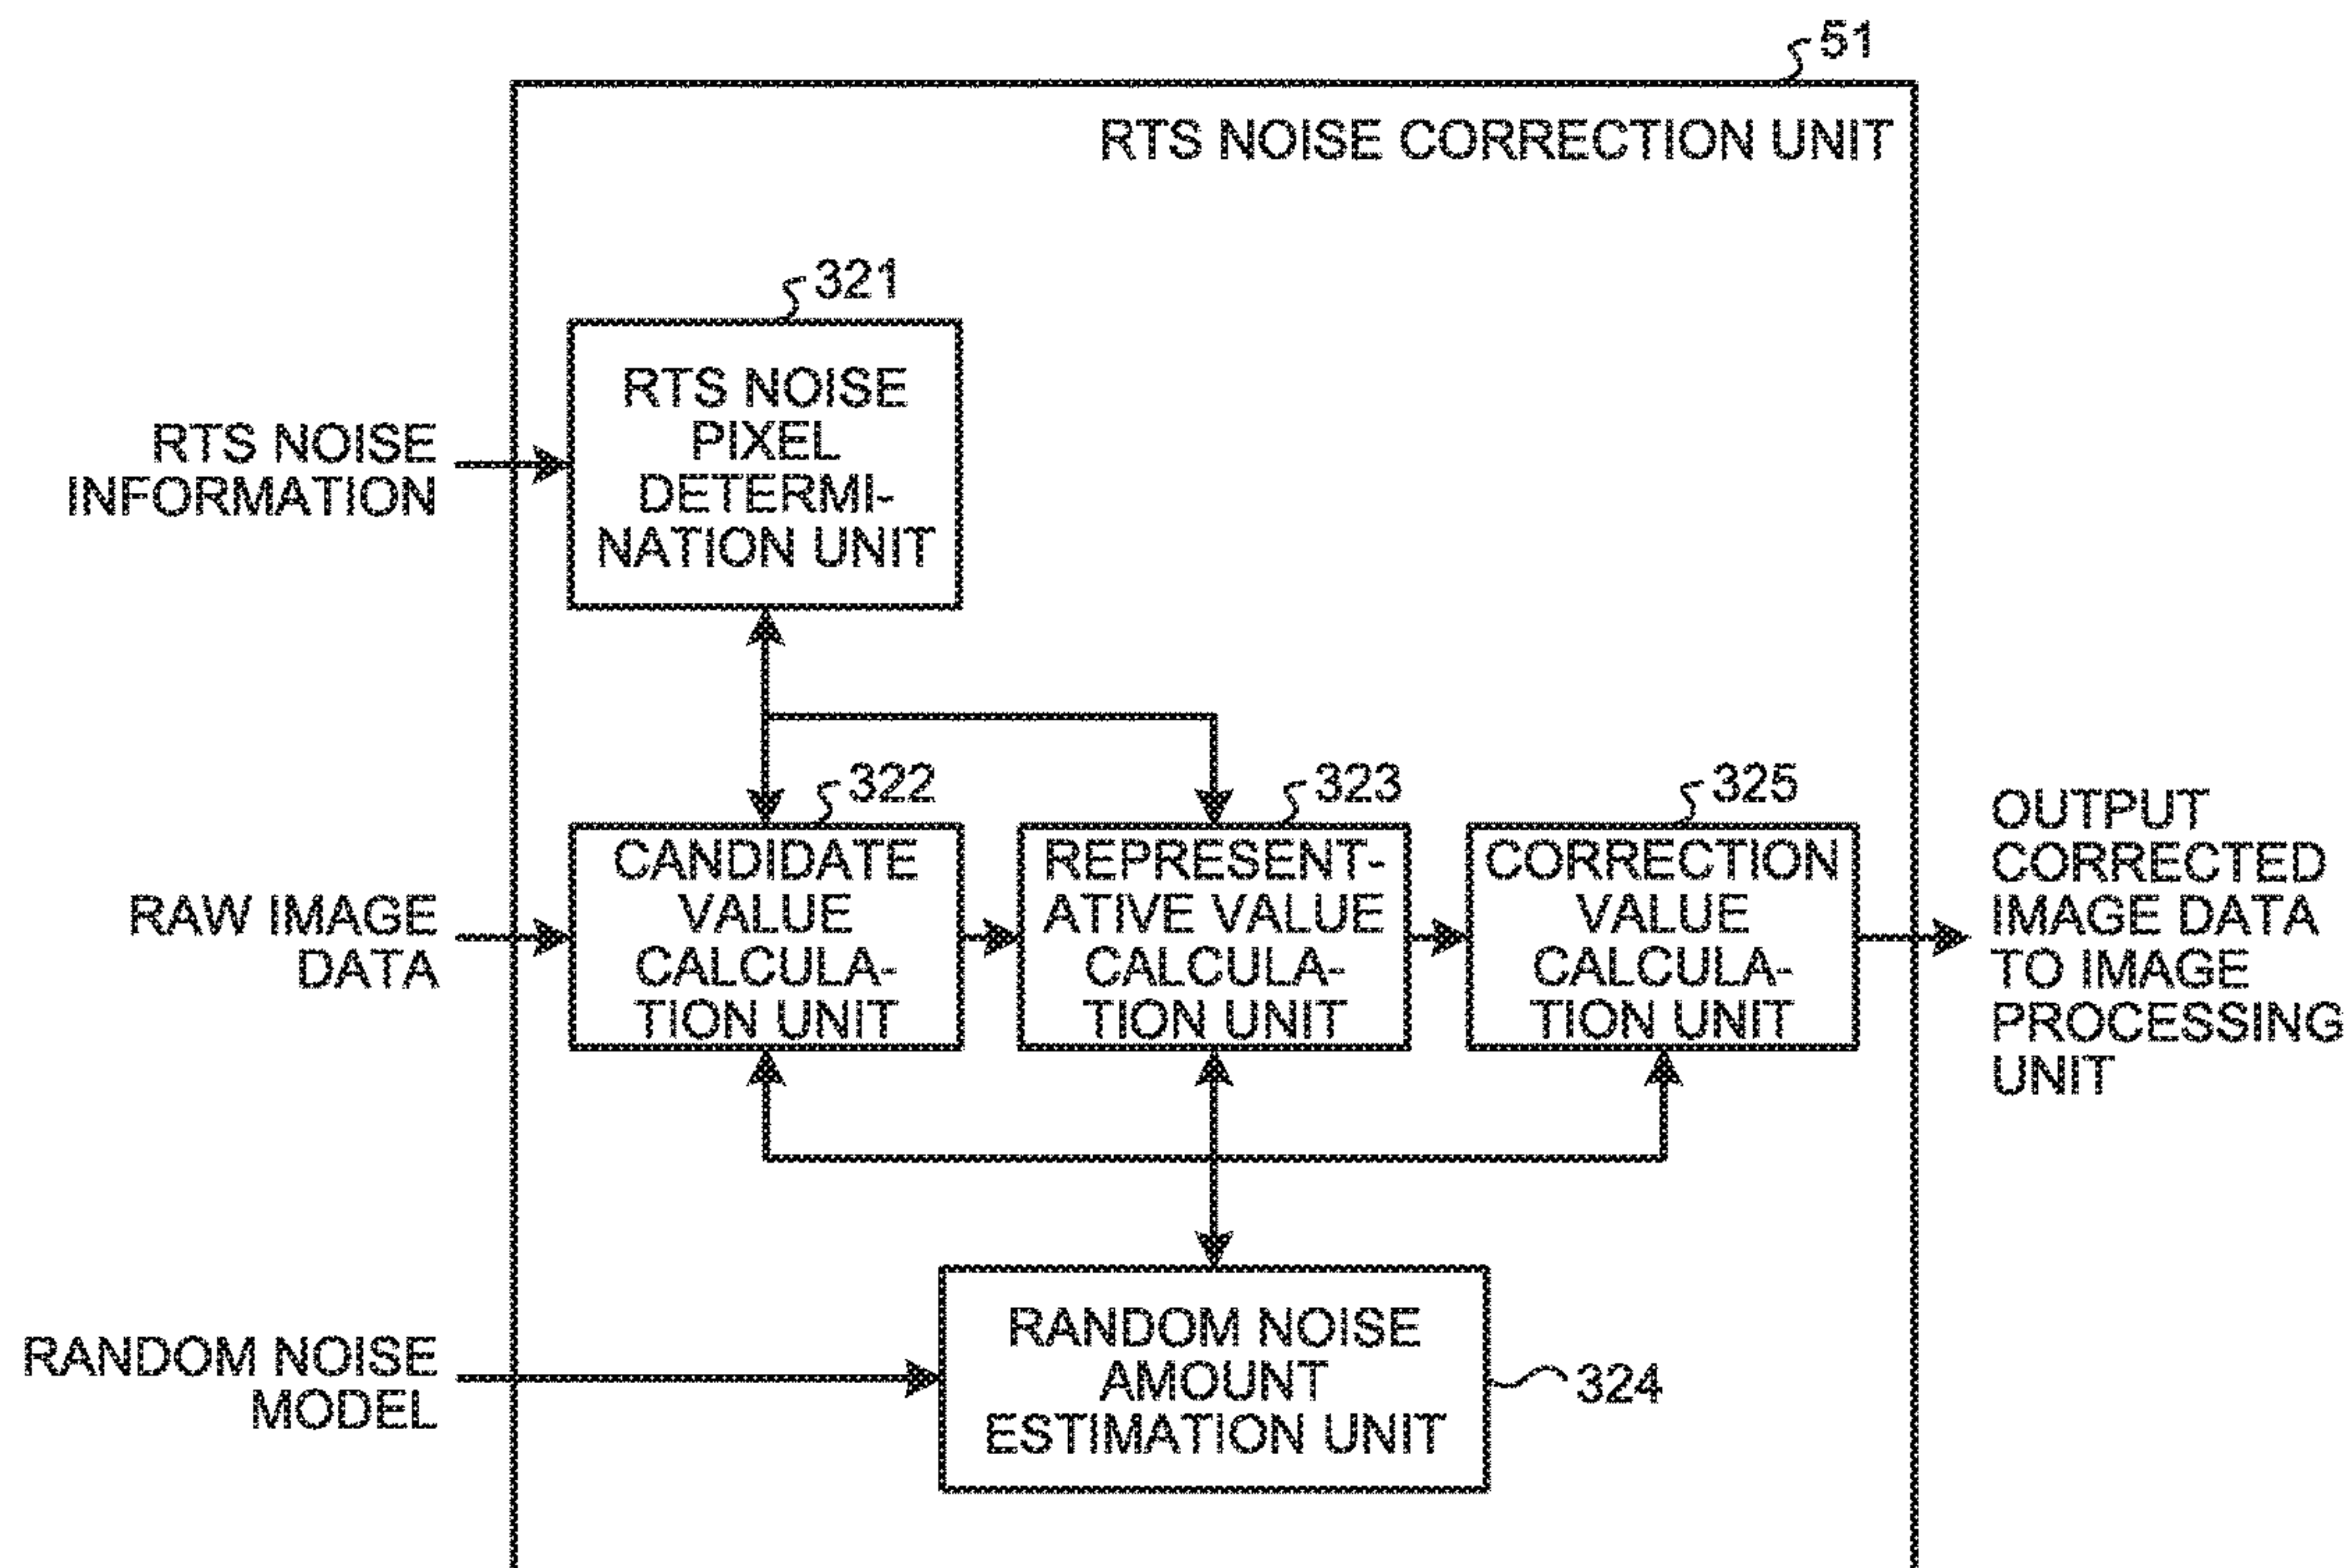 51
RTS NOISE CORRECTION UNIT
321
RTS NOISE
PIXEL
DETERMI-
NATION UNIT
RTS NOISE
INFORMATION
322
CANDIDATE
VALUE
CALCULA-
TION UNIT
323
REPRESENT-
ATIVE VALUE
CALCULA-
TION UNIT
325
CORRECTION
VALUE
CALCULA-
TION UNIT
RAW IMAGE
DATA
OUTPUT
CORRECTED
IMAGE DATA
TO IMAGE
PROCESSING
UNIT
RANDOM NOISE
MODEL
RANDOM NOISE
AMOUNT
ESTIMATION UNIT
324